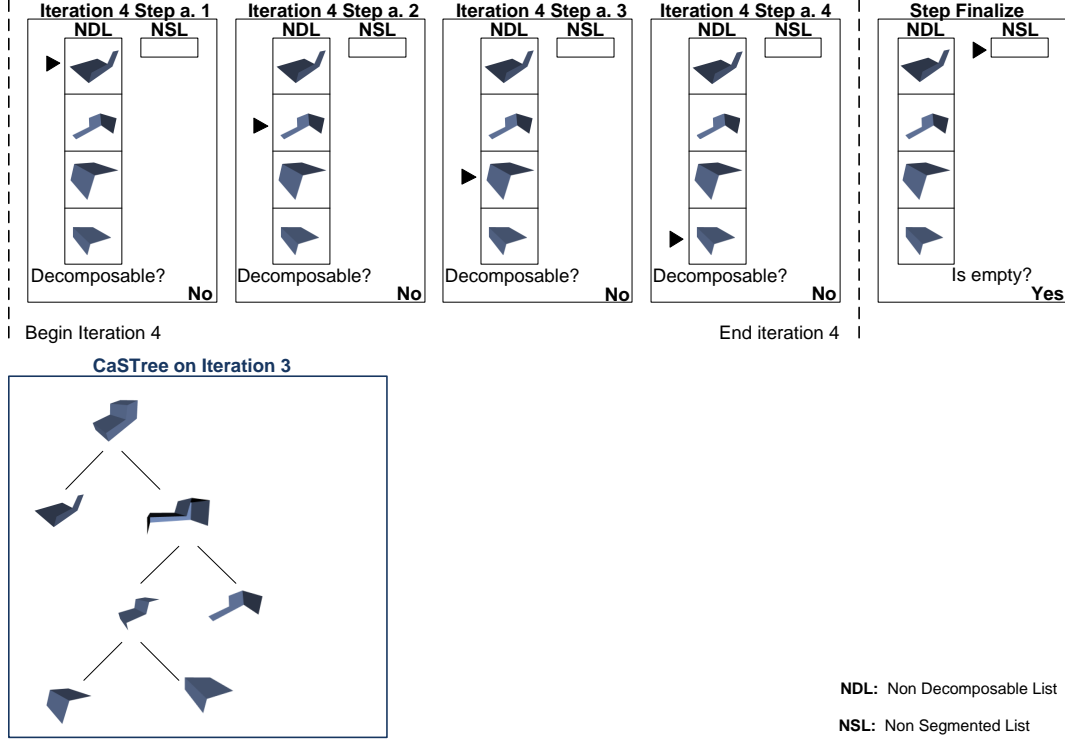 Iteration 4 Step a. 1
NDL NSL
Decomposable?
No
Iteration 4 Step a. 2
NDL NSL
Decomposable?
No
Iteration 4 Step a. 3
NDL NSL
Decomposable?
No
Iteration 4 Step a. 4
NDL NSL
Decomposable?
No
Step Finalize
NDL NSL
Is empty?
Yes
Begin Iteration 4
End iteration 4
CaSTree on Iteration 3
NDL: Non Decomposable List
NSL: Non Segmented List